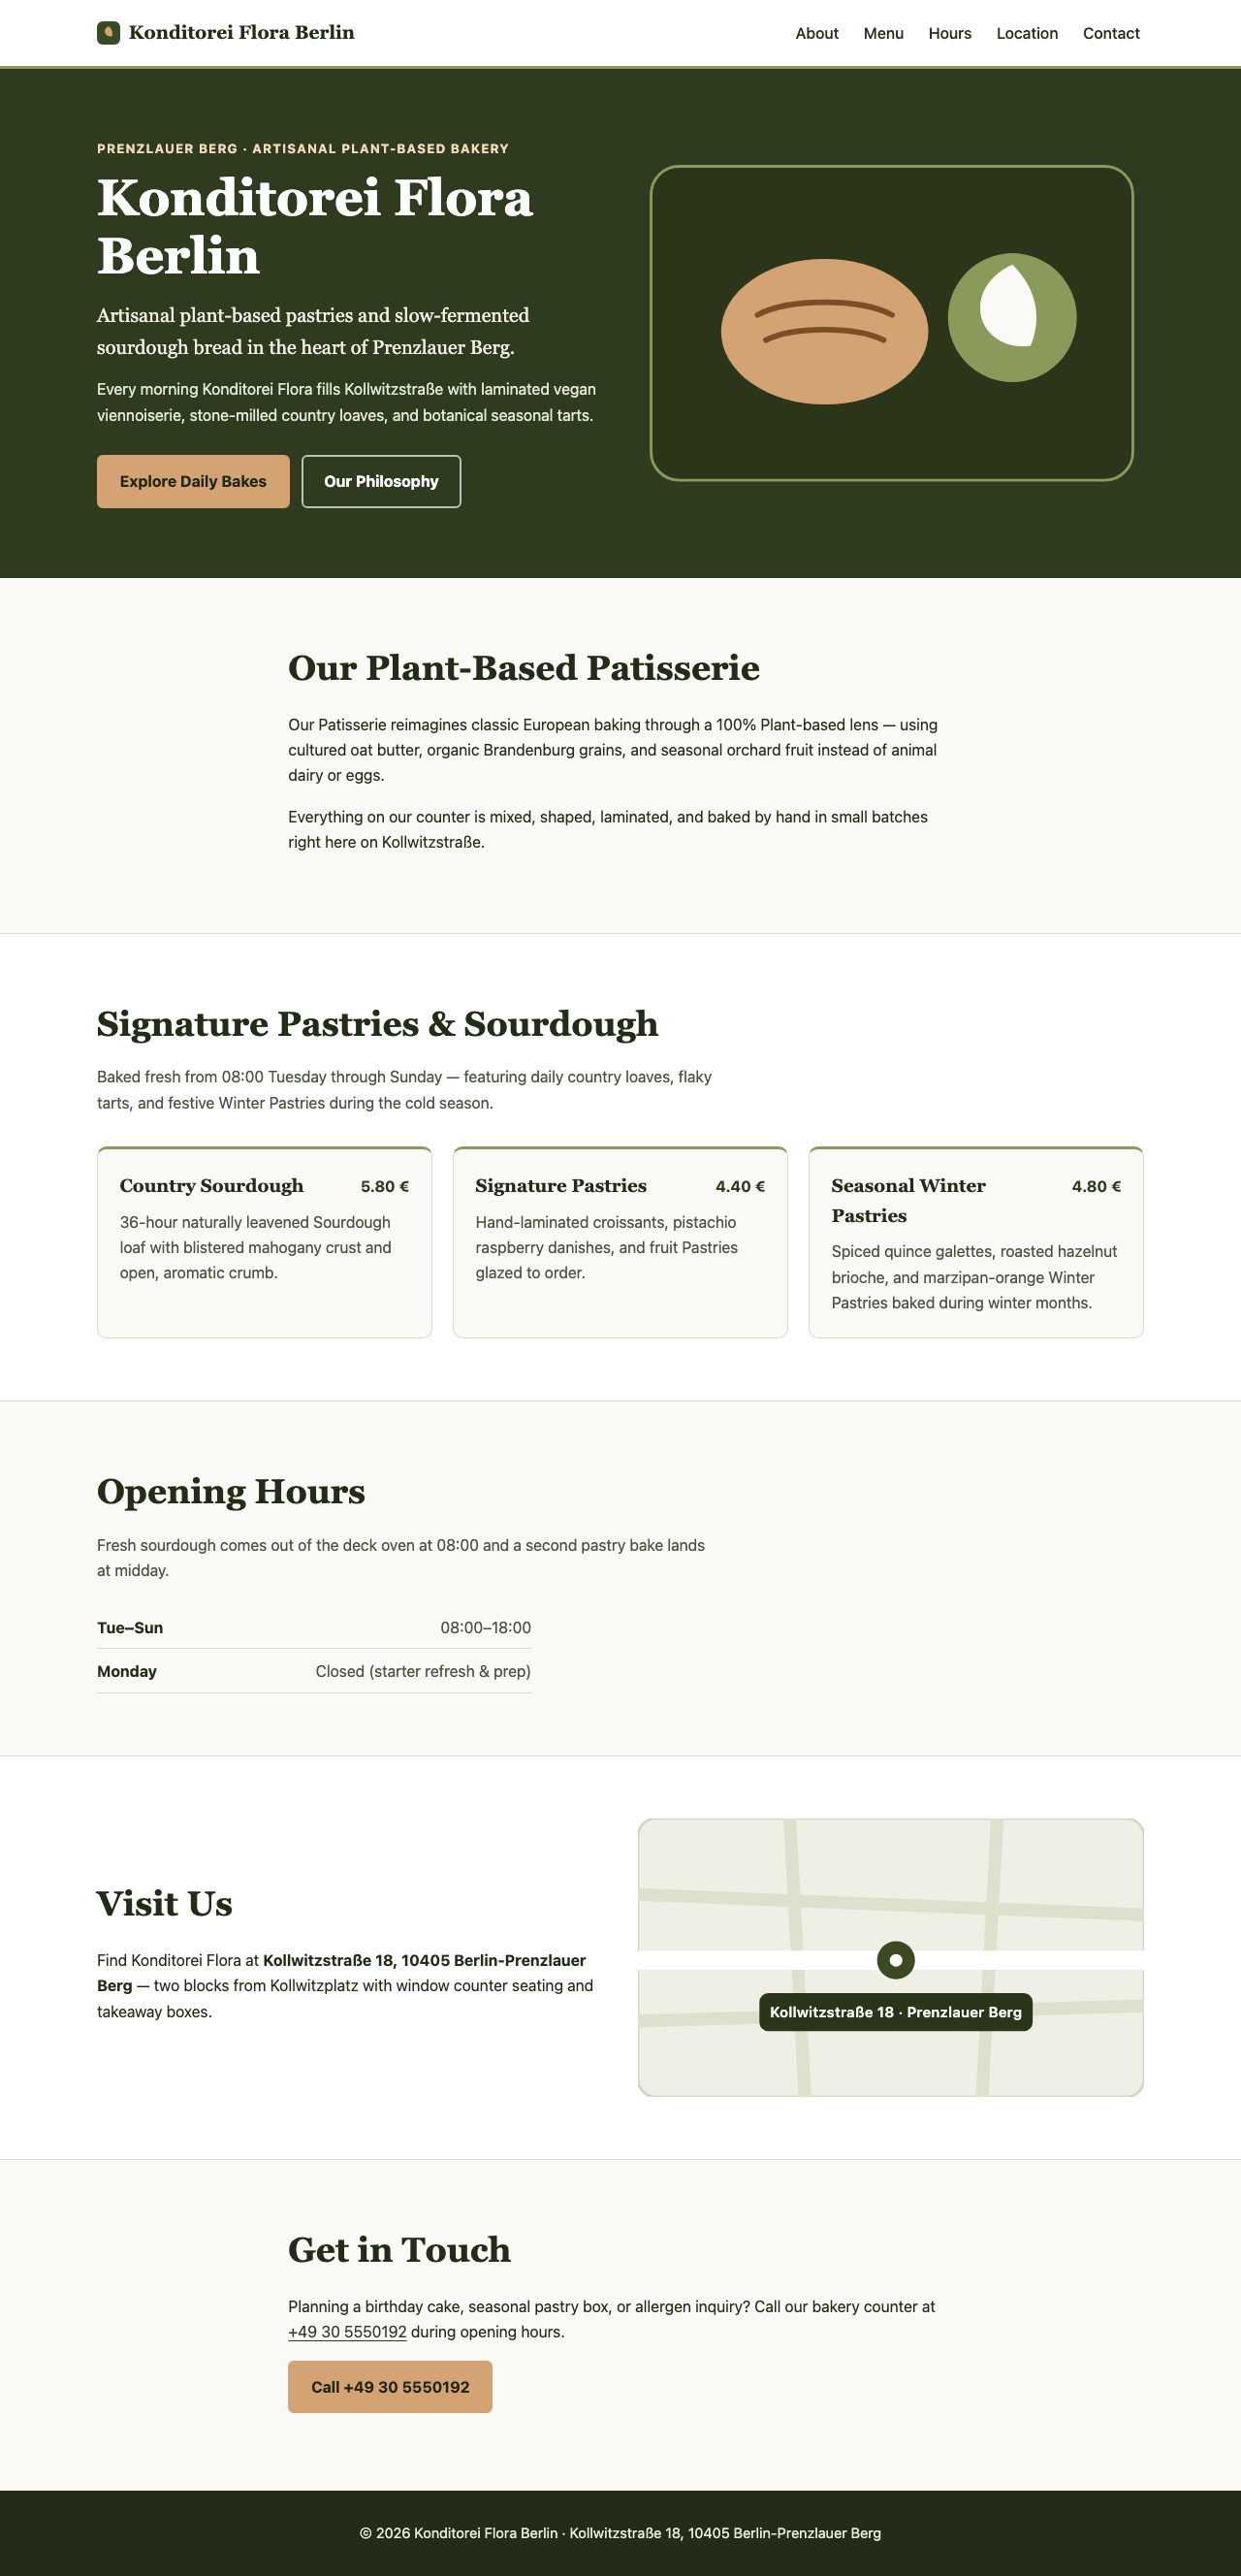 Konditorei Flora Berlin
About Menu Hours Location Contact
PRENZLAUER BERG · ARTISANAL PLANT-BASED BAKERY
Konditorei Flora
Berlin
Artisanal plant-based pastries and slow-fermented
sourdough bread in the heart of Prenzlauer Berg.
Every morning Konditorei Flora fills Kollwitzstraße with laminated vegan
viennoiserie, stone-milled country loaves, and botanical seasonal tarts.
Explore Daily Bakes
Our Philosophy
Our Plant-Based Patisserie
Our Patisserie reimagines classic European baking through a 100% Plant-based lens — using
cultured oat butter, organic Brandenburg grains, and seasonal orchard fruit instead of animal
dairy or eggs.
Everything on our counter is mixed, shaped, laminated, and baked by hand in small batches
right here on Kollwitzstraße.
Signature Pastries & Sourdough
Baked fresh from 08:00 Tuesday through Sunday — featuring daily country loaves, flaky
tarts, and festive Winter Pastries during the cold season.
Country Sourdough 5.80 €
36-hour naturally leavened Sourdough
loaf with blistered mahogany crust and
open, aromatic crumb.
Signature Pastries 4.40 €
Hand-laminated croissants, pistachio
raspberry danishes, and fruit Pastries
glazed to order.
Seasonal Winter 4.80 €
Pastries
Spiced quince galettes, roasted hazelnut
brioche, and marzipan-orange Winter
Pastries baked during winter months.
Opening Hours
Fresh sourdough comes out of the deck oven at 08:00 and a second pastry bake lands
at midday.
Tue–Sun 08:00–18:00
Monday Closed (starter refresh & prep)
Visit Us
Find Konditorei Flora at Kollwitzstraße 18, 10405 Berlin-Prenzlauer
Berg — two blocks from Kollwitzplatz with window counter seating and
takeaway boxes.
Kollwitzstraße 18 · Prenzlauer Berg
Get in Touch
Planning a birthday cake, seasonal pastry box, or allergen inquiry? Call our bakery counter at
+49 30 5550192 during opening hours.
Call +49 30 5550192
© 2026 Konditorei Flora Berlin · Kollwitzstraße 18, 10405 Berlin-Prenzlauer Berg